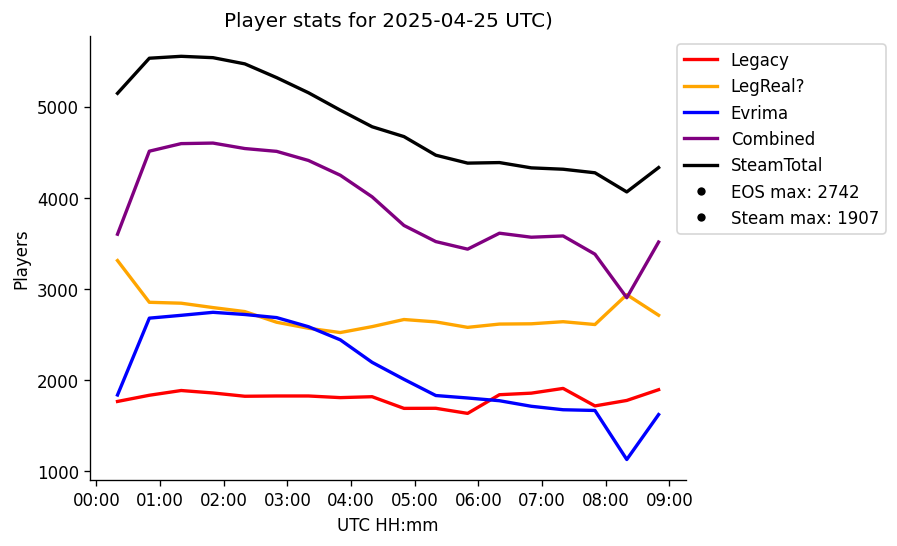 Player stats for 2025-04-25 UTC)
Legacy
LegReal?
Evrima
Combined
SteamTotal
EOS max: 2742
Steam max: 1907
Players
5000
4000
3000
2000
1000
00:00 01:00 02:00 03:00 04:00 05:00 06:00 07:00 08:00 09:00
UTC HH:mm